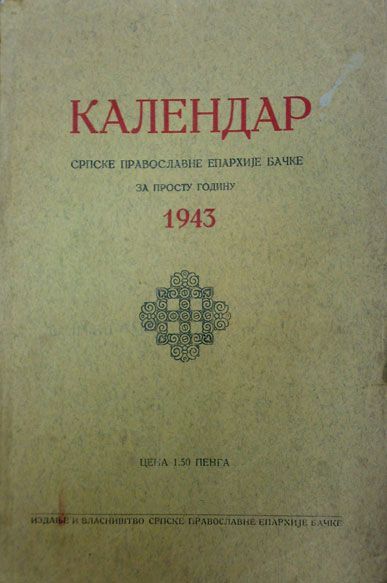 КАЛЕНДАР
СРПСКЕ ПРАВОСЛАВНЕ ЕПАРХИЈЕ БАЧКЕ
ЗА ПРОСТУ ГОДИНУ
1943
ЦЕНА 1.50 ПЕНГА
ИЗДАЊЕ И ВЛАСНИШТВО СРПСКЕ ПРАВОСЛАВНЕ ЕПАРХИЈЕ БАЧКЕ